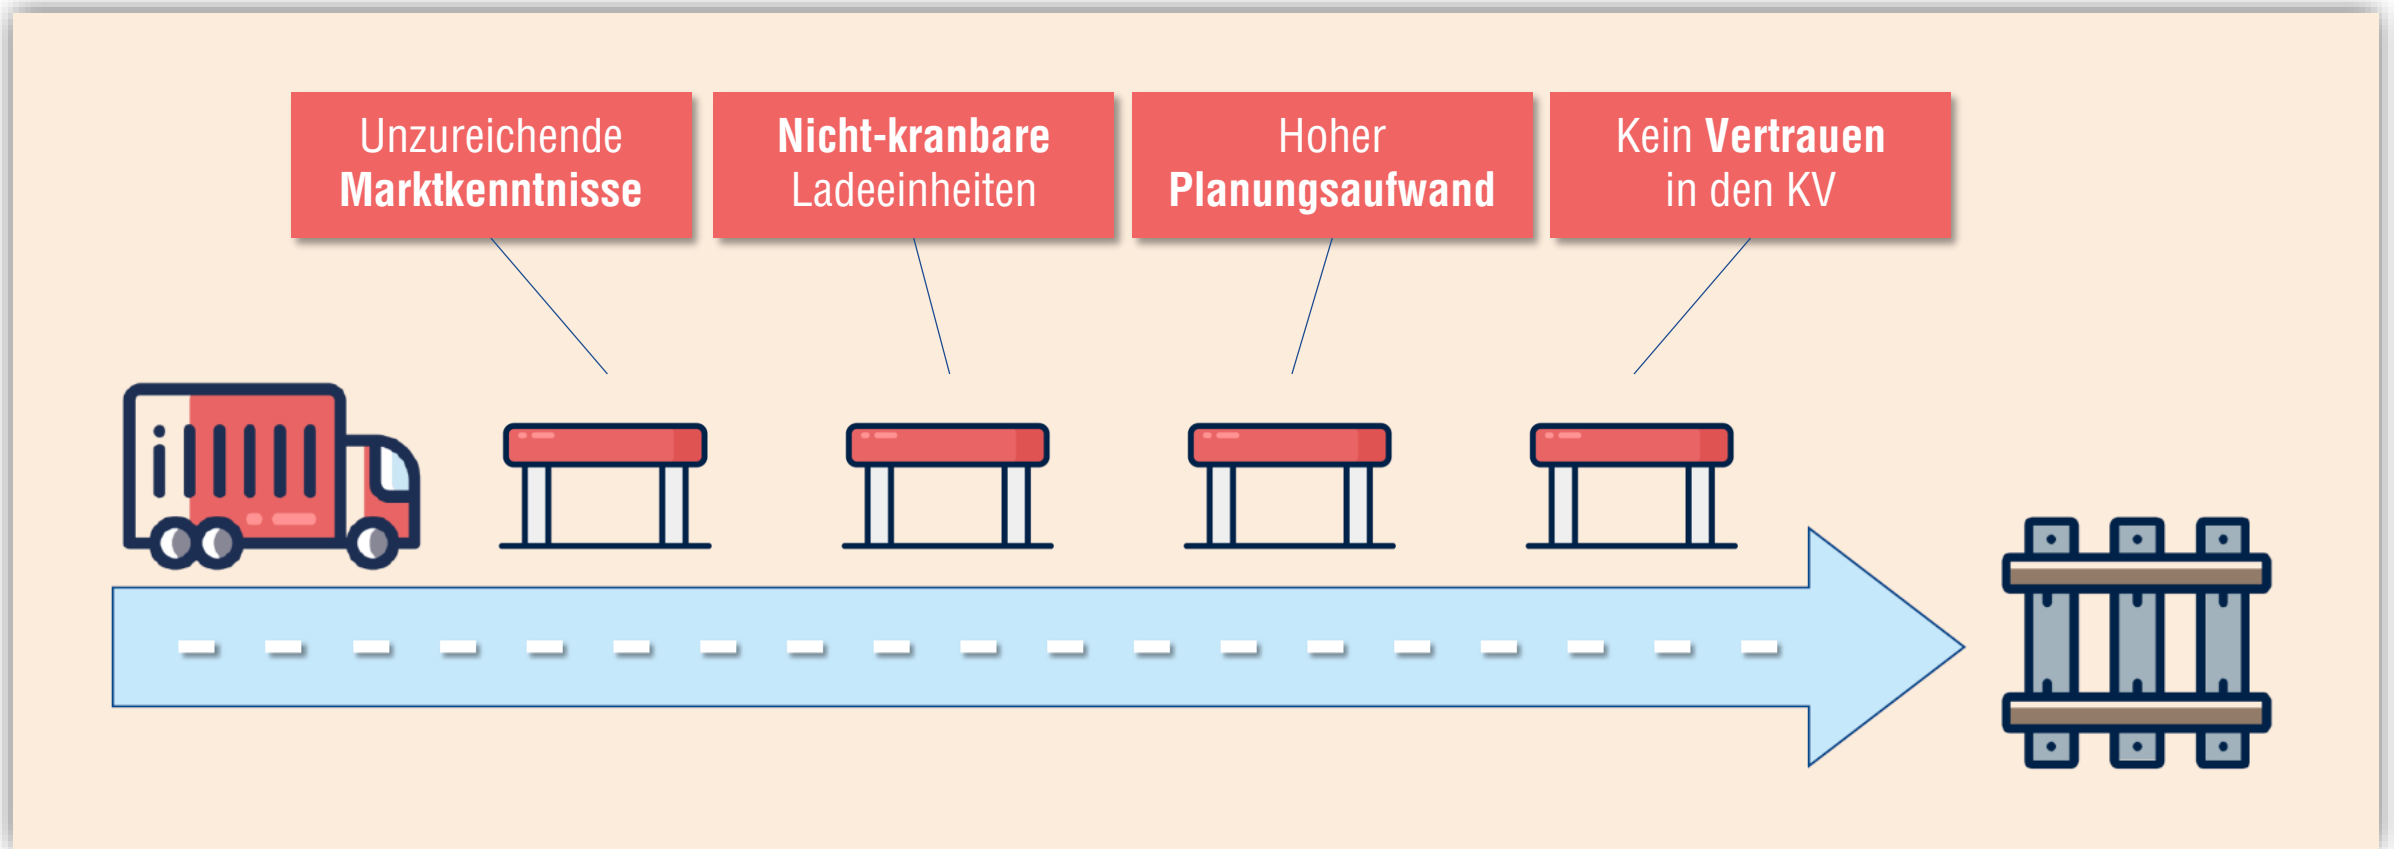 Unzureichende
Marktkenntnisse
Nicht-kranbare
Ladeeinheiten
Hoher
Planungsaufwand
Kein Vertrauen
in den KV